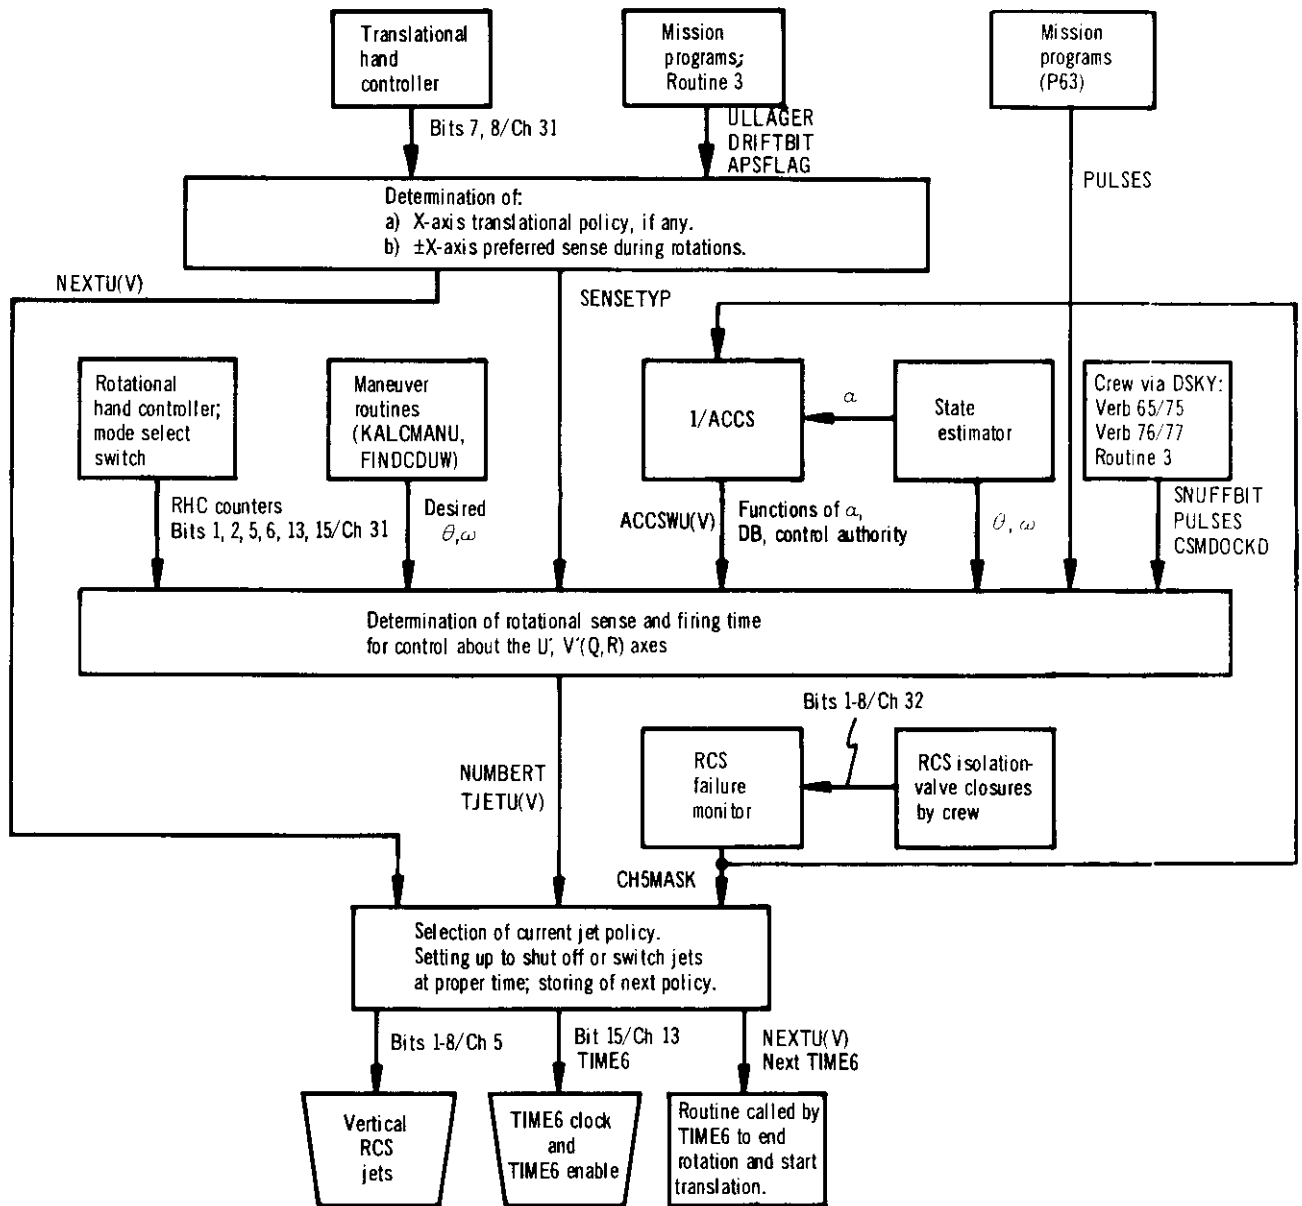 Translational
hand
controller
Mission
programs;
Routine 3
Mission
programs
(P63)
Bits 7, 8/Ch 31
ULLAGER
DRIFTBIT
APSFLAG
PULSES
Determination of:
a) X-axis translational policy, if any.
b) ±X-axis preferred sense during rotations.
NEXTU(V)
SENSETYP
Rotational
hand controller;
mode select
switch
Maneuver
routines
(KALCMANU,
FINDCDUW)
1/ACCS
α
State
estimator
Crew via DSKY:
Verb 65/75
Verb 76/77
Routine 3
RHC counters
Bits 1, 2, 5, 6, 13, 15/Ch 31
Desired
θ, ω
ACCSWU(V)
Functions of α,
DB, control authority
θ, ω
SNUFFBIT
PULSES
CSMDOCKD
Determination of rotational sense and firing time
for control about the U', V'(Q,R) axes
Bits 1-8/Ch 32
NUMBERT
TJETU(V)
RCS
failure
monitor
RCS isolation-
valve closures
by crew
CH5MASK
Selection of current jet policy.
Setting up to shut off or switch jets
at proper time; storing of next policy.
Bits 1-8/Ch 5
Bit 15/Ch 13
TIME6
NEXTU(V)
Next TIME6
Vertical
RCS
jets
TIME6 clock
and
TIME6 enable
Routine called by
TIME6 to end
rotation and start
translation.